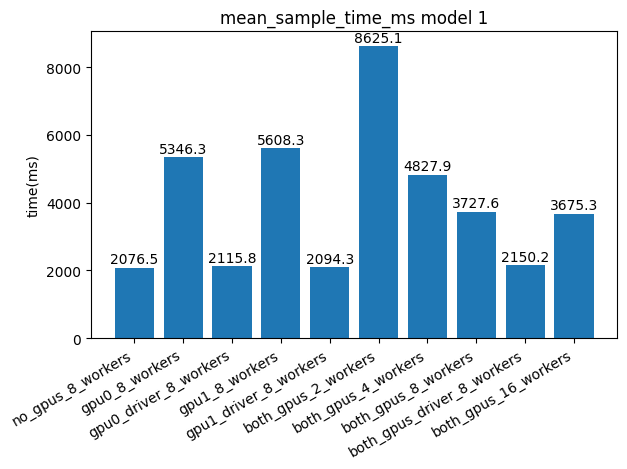 mean_sample_time_ms model 1
time(ms)
8000
6000
4000
2000
0
2076.5
5346.3
2115.8
5608.3
2094.3
8625.1
4827.9
3727.6
2150.2
3675.3
no_gpus_8_workers
gpu0_8_workers
gpu0_driver_8_workers
gpu1_8_workers
gpu1_driver_8_workers
both_gpus_2_workers
both_gpus_4_workers
both_gpus_8_workers
both_gpus_driver_8_workers
both_gpus_16_workers